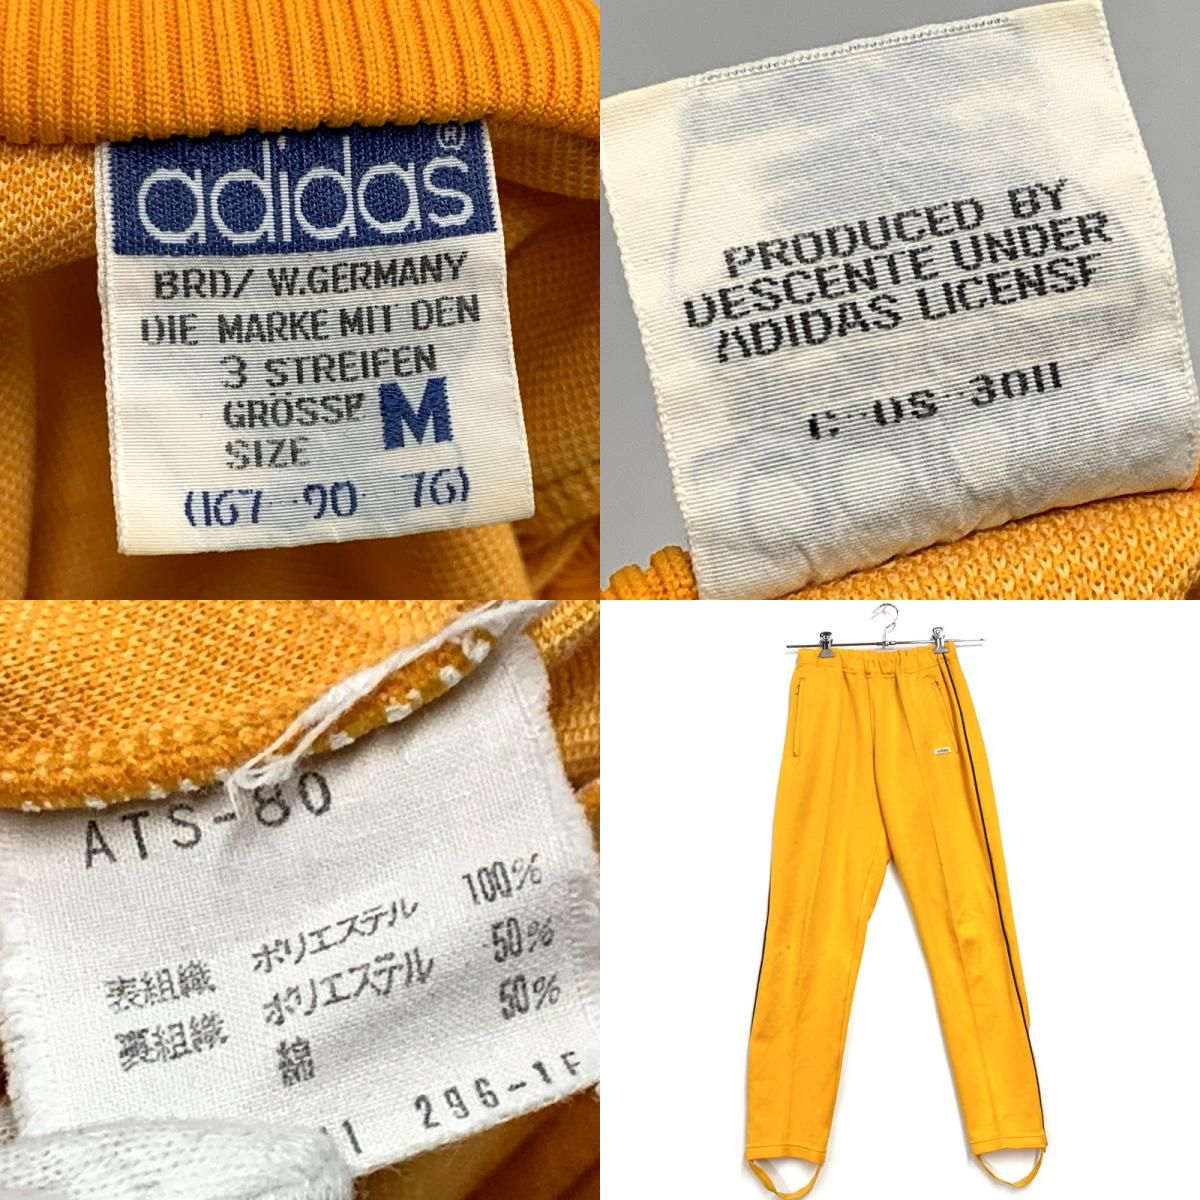 adidas®
BRD/ W.GERMANY
DIE MARKE MIT DEN
3 STREIFEN
GRÖSSE M
SIZE
(167-90-76)
PRODUCED BY
DESCENTE UNDER
ADIDAS LICENSE
C-OS-3011
ATS-80
表組織 ポリエステル 100%
裏組織 ポリエステル 50%
綿 50%
296-1F